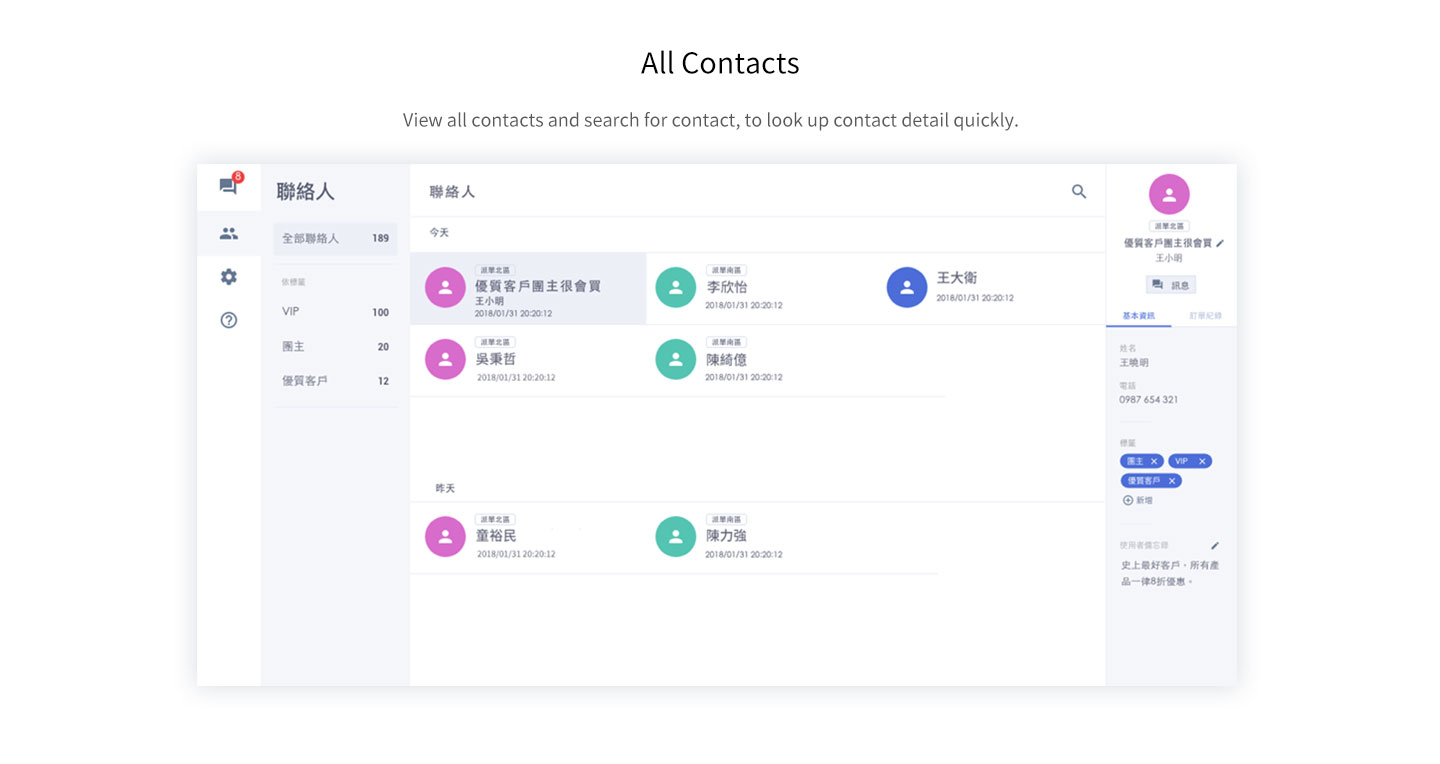 All Contacts
View all contacts and search for contact, to look up contact detail quickly.
8
聯絡人
全部聯絡人 189
依標籤
VIP 100
團主 20
優質客戶 12
聯絡人
今天
派單北區
優質客戶團主很會買
王小明
2018/01/31 20:20:12
派單南區
李欣怡
2018/01/31 20:20:12
王大衛
2018/01/31 20:20:12
派單北區
吳秉哲
2018/01/31 20:20:12
派單南區
陳綺億
2018/01/31 20:20:12
昨天
派單北區
童裕民
2018/01/31 20:20:12
派單南區
陳力強
2018/01/31 20:20:12
派單北區
優質客戶團主很會買
王小明
訊息
基本資訊 訂單紀錄
姓名
王曉明
電話
0987 654 321
標籤
團主 VIP
優質客戶
新增
使用者備忘錄
史上最好客戶，所有產
品一律8折優惠。